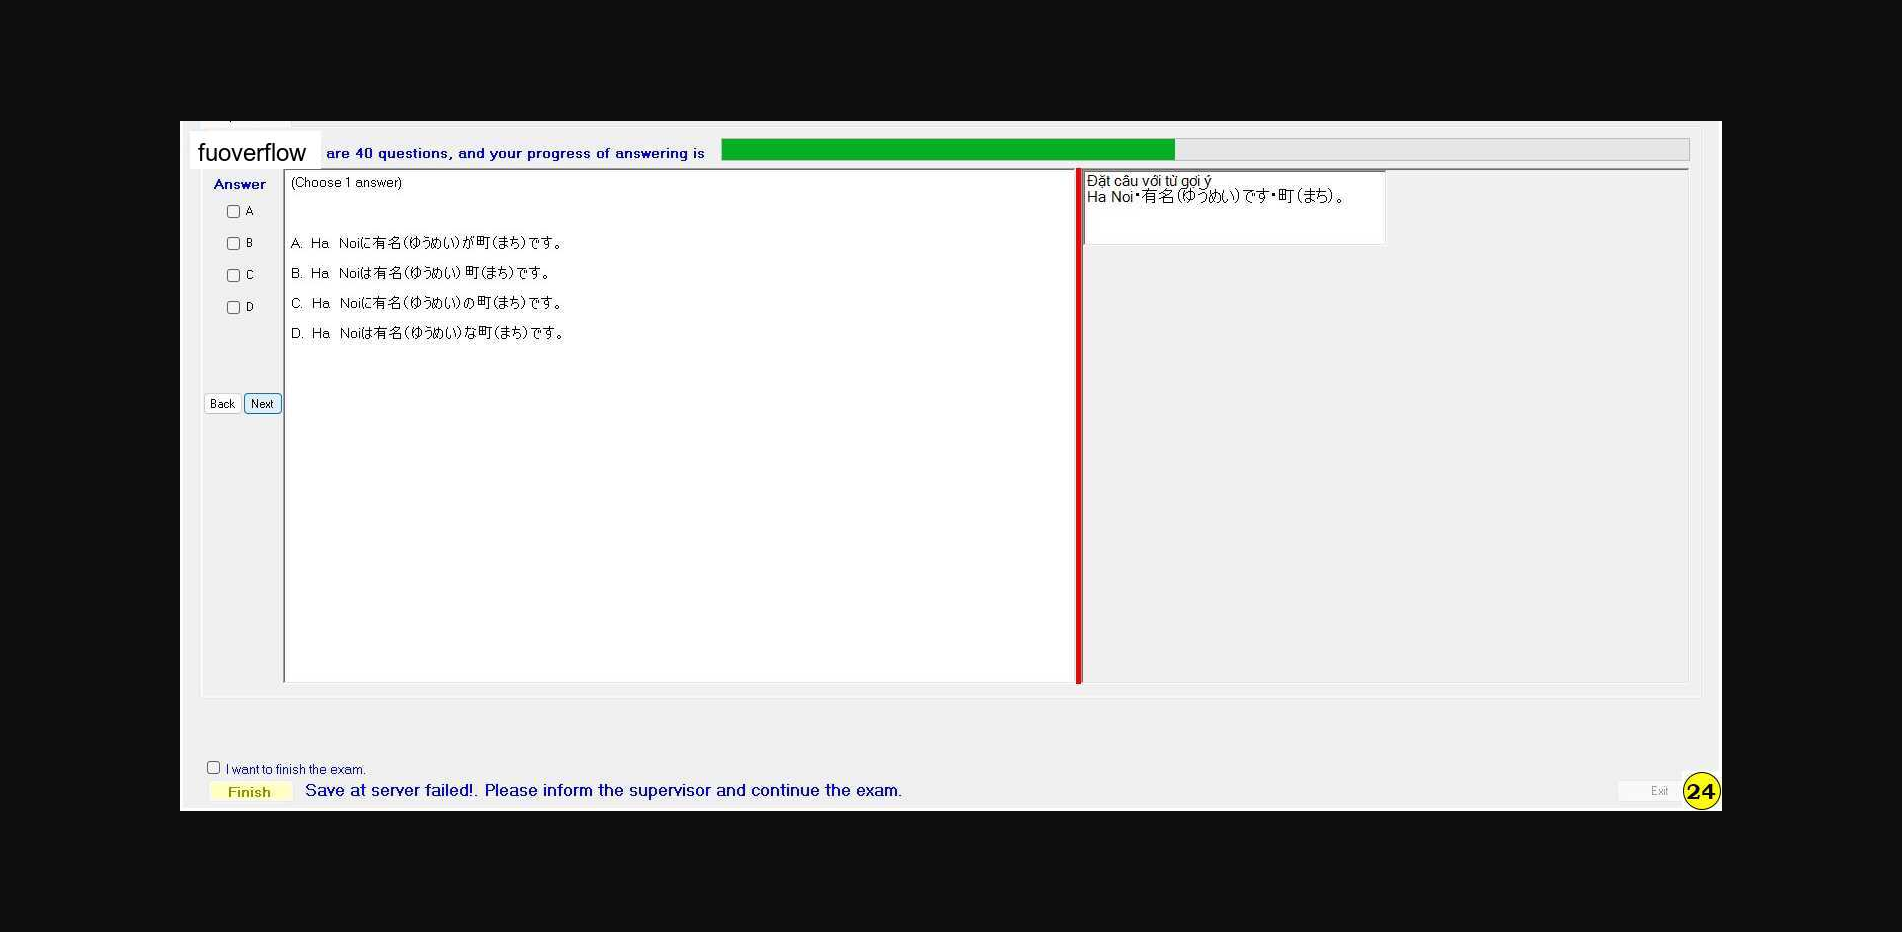 fuoverflow are 40 questions, and your progress of answering is
Answer
A
B
C
D
Back Next
(Choose 1 answer)
A. Ha Noiに有名(ゆうめい)が町(まち)です。
B. Ha Noiは有名(ゆうめい) 町(まち)です。
C. Ha Noiに有名(ゆうめい)の町(まち)です。
D. Ha Noiは有名(ゆうめい)な町(まち)です。
Đặt câu với từ gợi ý
Ha Noi・有名(ゆうめい)です・町(まち)。
I want to finish the exam.
Finish Save at server failed!. Please inform the supervisor and continue the exam.
Exit 24